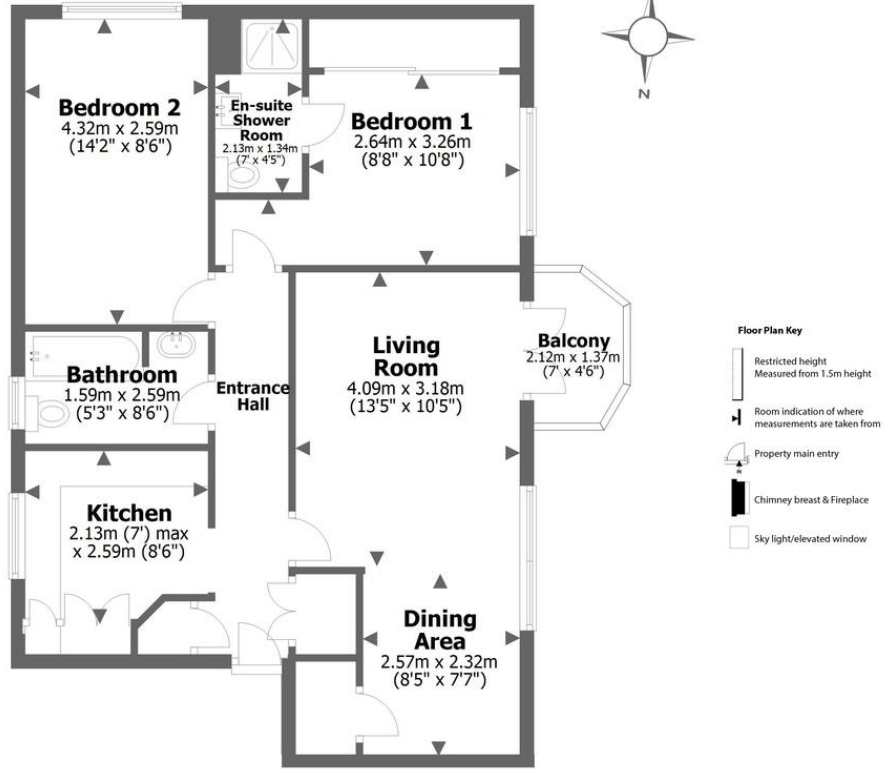 N
Bedroom 2
4.32m x 2.59m
(14'2" x 8'6")
En-suite
Shower
Room
2.13m x 1.34m
(7' x 4'5")
Bedroom 1
2.64m x 3.26m
(8'8" x 10'8")
Living
Room
4.09m x 3.18m
(13'5" x 10'5")
Balcony
2.12m x 1.37m
(7' x 4'6")
Bathroom
1.59m x 2.59m
(5'3" x 8'6")
Entrance
Hall
Kitchen
2.13m (7') max
x 2.59m (8'6")
Dining
Area
2.57m x 2.32m
(8'5" x 7'7")
Floor Plan Key
Restricted height
Measured from 1.5m height
Room indication of where
measurements are taken from
Property main entry
Chimney breast & Fireplace
Sky light/elevated window